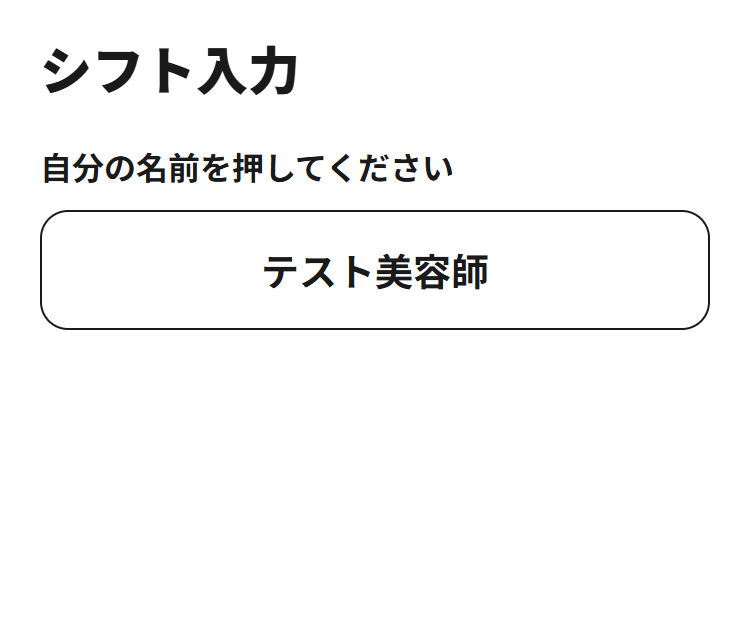 シフト入力
自分の名前を押してください
テスト美容師